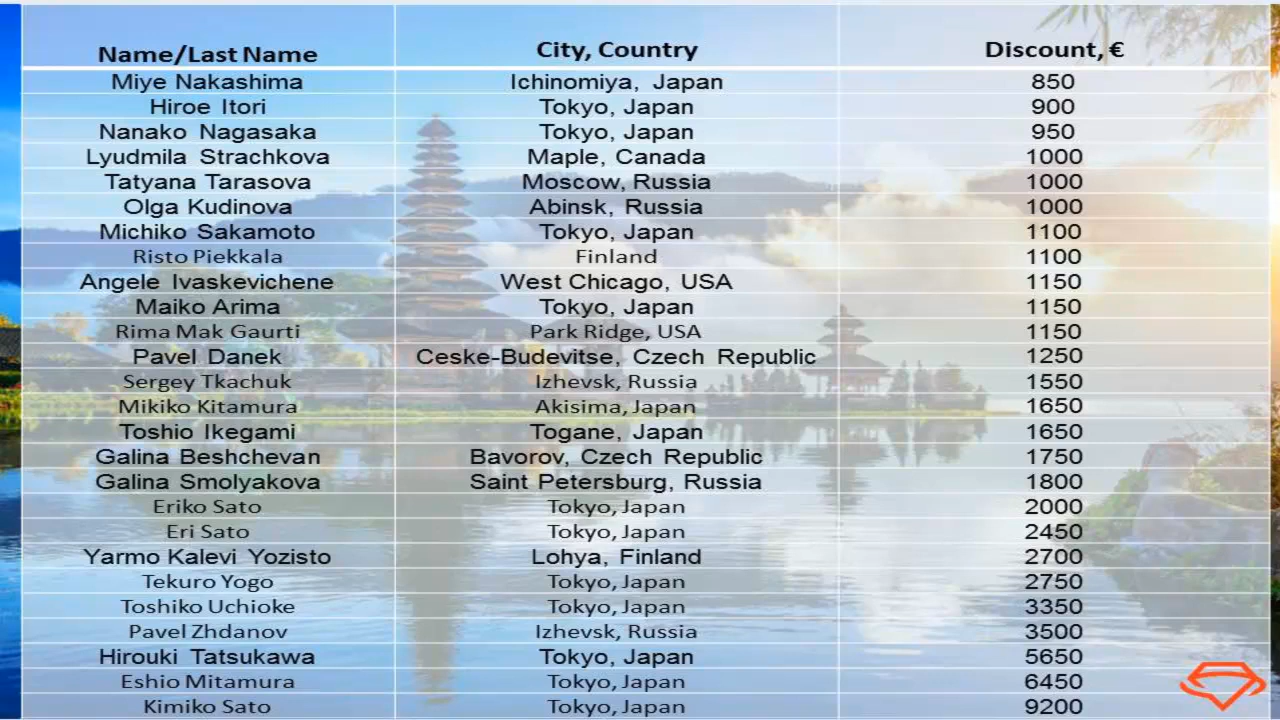 Name/Last Name City, Country Discount, €
Miye Nakashima Ichinomiya, Japan 850
Hiroe Itori Tokyo, Japan 900
Nanako Nagasaka Tokyo, Japan 950
Lyudmila Strachkova Maple, Canada 1000
Tatyana Tarasova Moscow, Russia 1000
Olga Kudinova Abinsk, Russia 1000
Michiko Sakamoto Tokyo, Japan 1100
Risto Piekkala Finland 1100
Angele Ivaskevichene West Chicago, USA 1150
Maiko Arima Tokyo, Japan 1150
Rima Mak Gaurti Park Ridge, USA 1150
Pavel Danek Ceske-Budevitse, Czech Republic 1250
Sergey Tkachuk Izhevsk, Russia 1550
Mikiko Kitamura Akisima, Japan 1650
Toshio Ikegami Togane, Japan 1650
Galina Beshchevan Bavorov, Czech Republic 1750
Galina Smolyakova Saint Petersburg, Russia 1800
Eriko Sato Tokyo, Japan 2000
Eri Sato Tokyo, Japan 2450
Yarmo Kalevi Yozisto Lohya, Finland 2700
Tekuro Yogo Tokyo, Japan 2750
Toshiko Uchioke Tokyo, Japan 3350
Pavel Zhdanov Izhevsk, Russia 3500
Hirouki Tatsukawa Tokyo, Japan 5650
Eshio Mitamura Tokyo, Japan 6450
Kimiko Sato Tokyo, Japan 9200